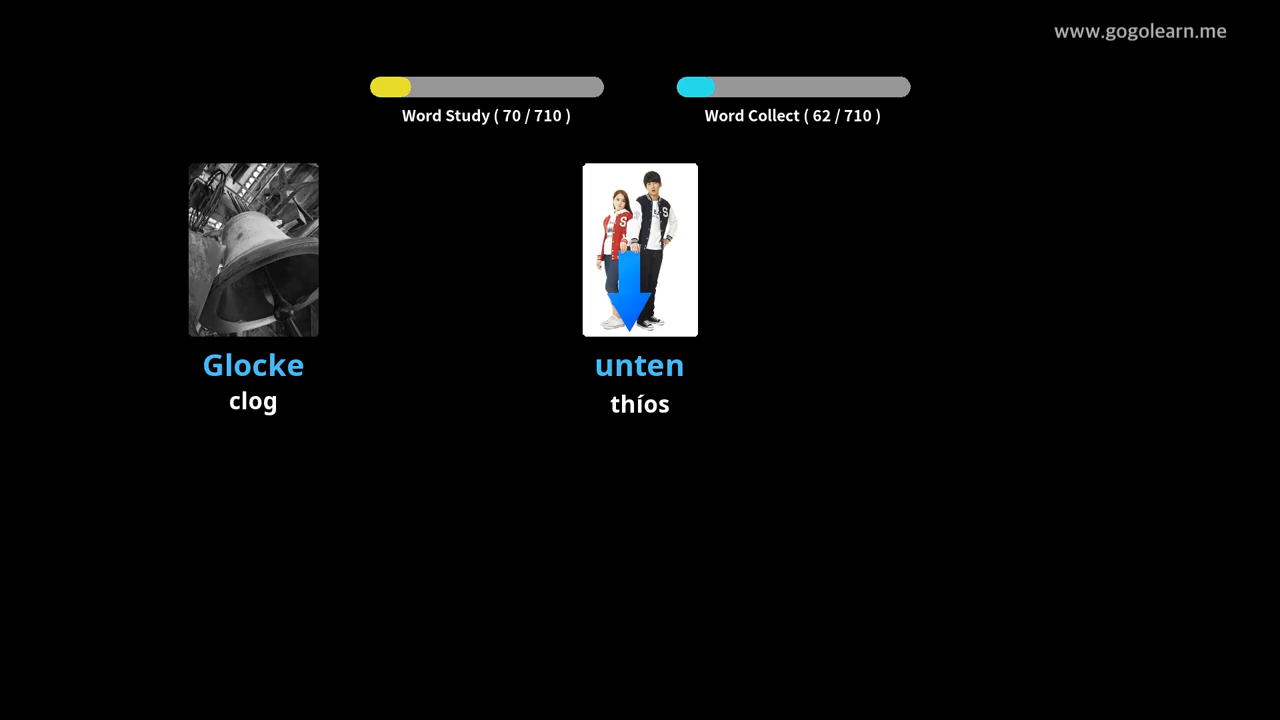 www.gogolearn.me
Word Study ( 70 / 710 )
Word Collect ( 62 / 710 )
Glocke
clog
unten
thíos
S
S